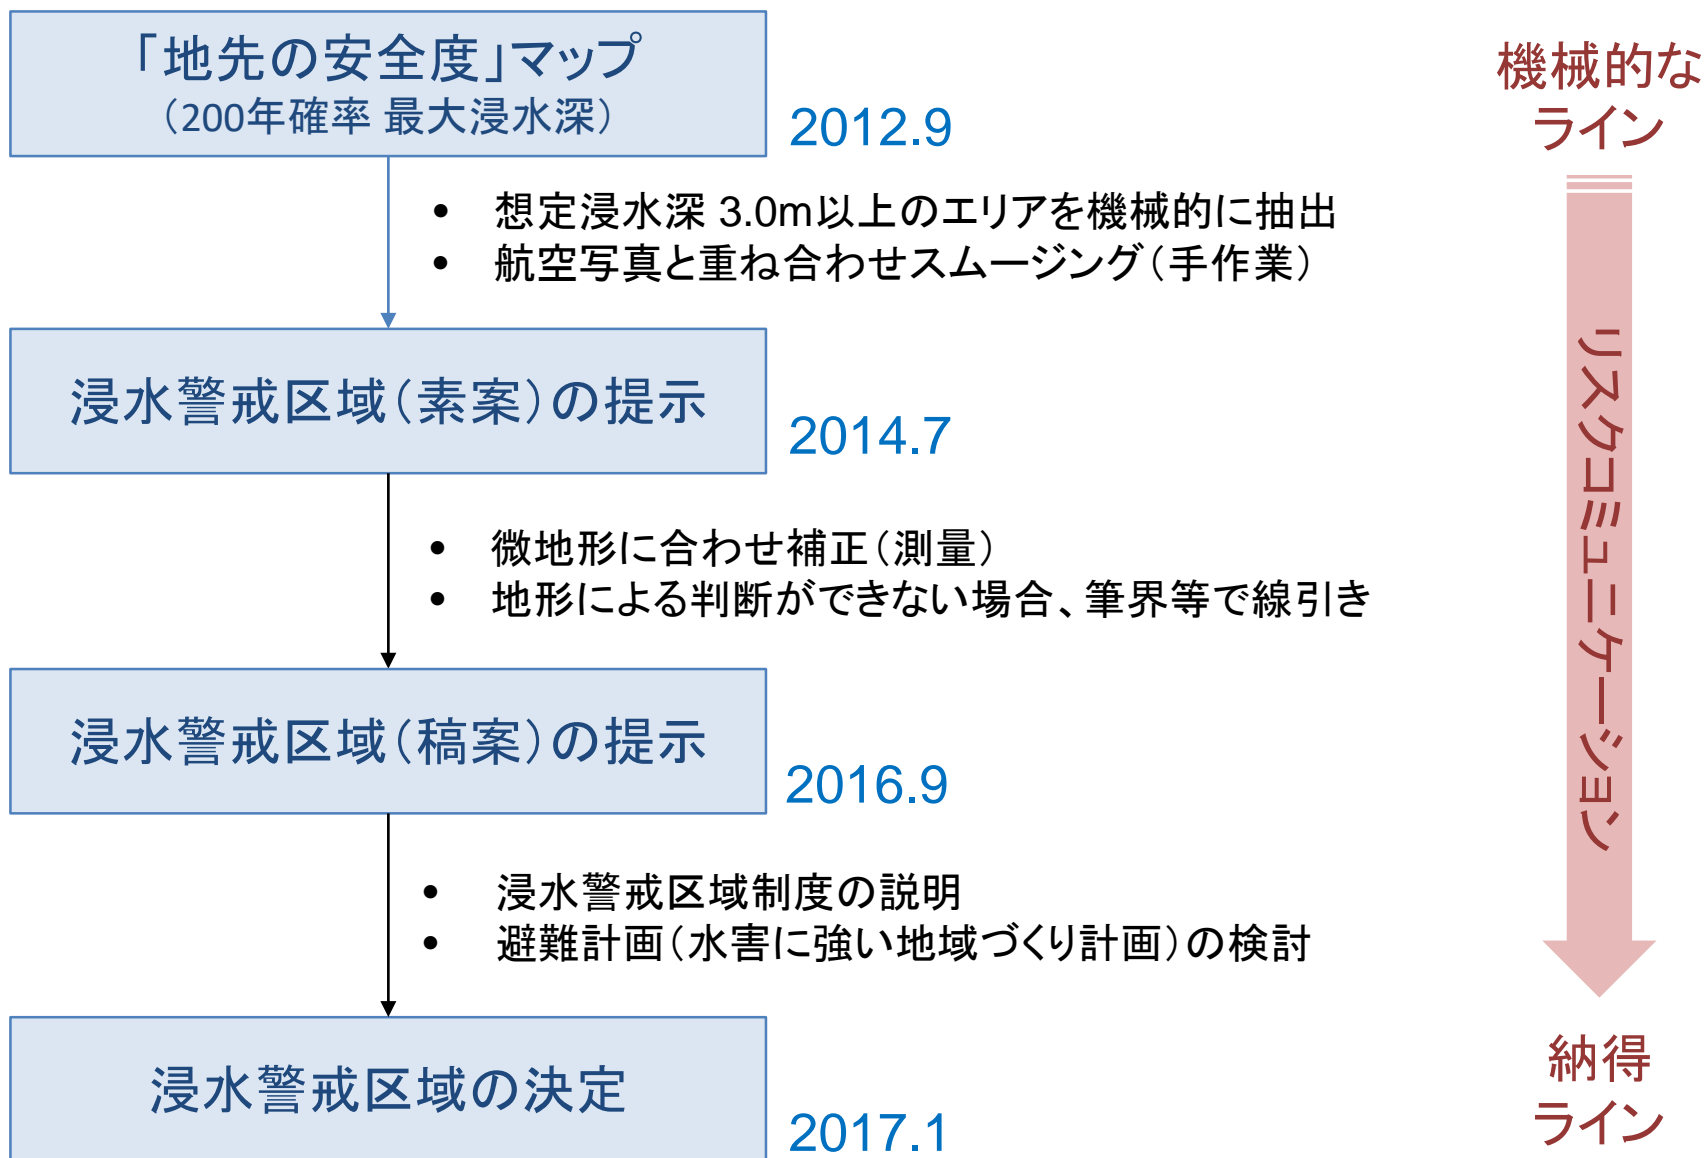 「地先の安全度」マップ
（200年確率 最大浸水深）
2012.9
• 想定浸水深 3.0m以上のエリアを機械的に抽出
• 航空写真と重ね合わせスムージング（手作業）
浸水警戒区域（素案）の提示
2014.7
• 微地形に合わせ補正（測量）
• 地形による判断ができない場合、筆界等で線引き
浸水警戒区域（稿案）の提示
2016.9
• 浸水警戒区域制度の説明
• 避難計画（水害に強い地域づくり計画）の検討
浸水警戒区域の決定
2017.1
機械的な
ライン
リスクコミュニケーション
納得
ライン